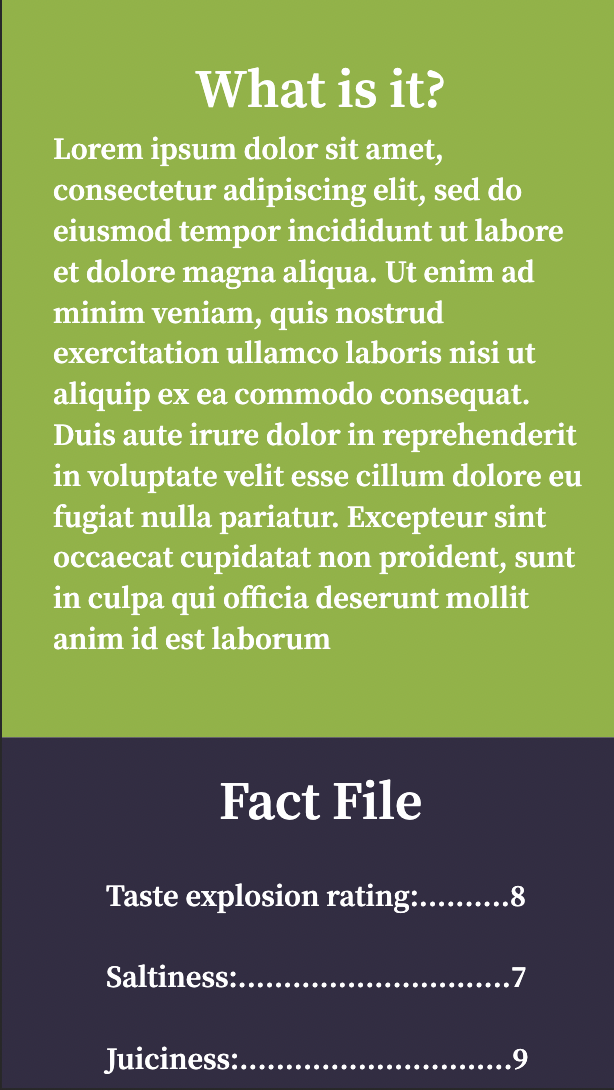 What is it?
Lorem ipsum dolor sit amet,
consectetur adipiscing elit, sed do
eiusmod tempor incididunt ut labore
et dolore magna aliqua. Ut enim ad
minim veniam, quis nostrud
exercitation ullamco laboris nisi ut
aliquip ex ea commodo consequat.
Duis aute irure dolor in reprehenderit
in voluptate velit esse cillum dolore eu
fugiat nulla pariatur. Excepteur sint
occaecat cupidatat non proident, sunt
in culpa qui officia deserunt mollit
anim id est laborum
Fact File
Taste explosion rating:..........8
Saltiness:..............................7
Juiciness:..............................9